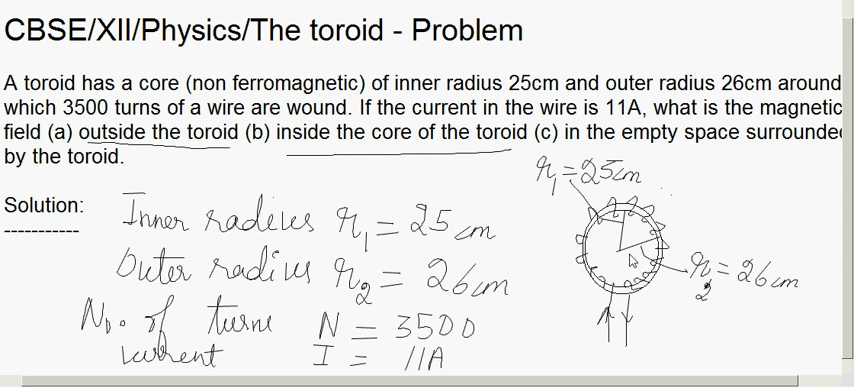 CBSE/XII/Physics/The toroid - Problem
A toroid has a core (non ferromagnetic) of inner radius 25cm and outer radius 26cm around
which 3500 turns of a wire are wound. If the current in the wire is 11A, what is the magnetic
field (a) outside the toroid (b) inside the core of the toroid (c) in the empty space surrounde
by the toroid.
r₁ = 25cm
Solution:
-----------
Inner radius r₁ = 25 cm
Outer radius r₂ = 26cm
r₂ = 26cm
No. of turns N = 3500
current I = 11A